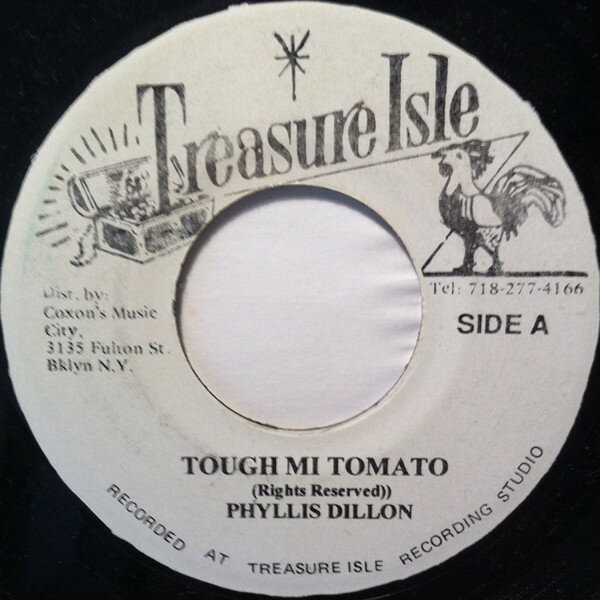 Treasure Isle
Dist. by:
Coxon's Music
City,
3135 Fulton St.
Bklyn N.Y.
Tel: 718-277-4166
SIDE A
TOUGH MI TOMATO
(Rights Reserved))
PHYLLIS DILLON
RECORDED AT TREASURE ISLE RECORDING STUDIO